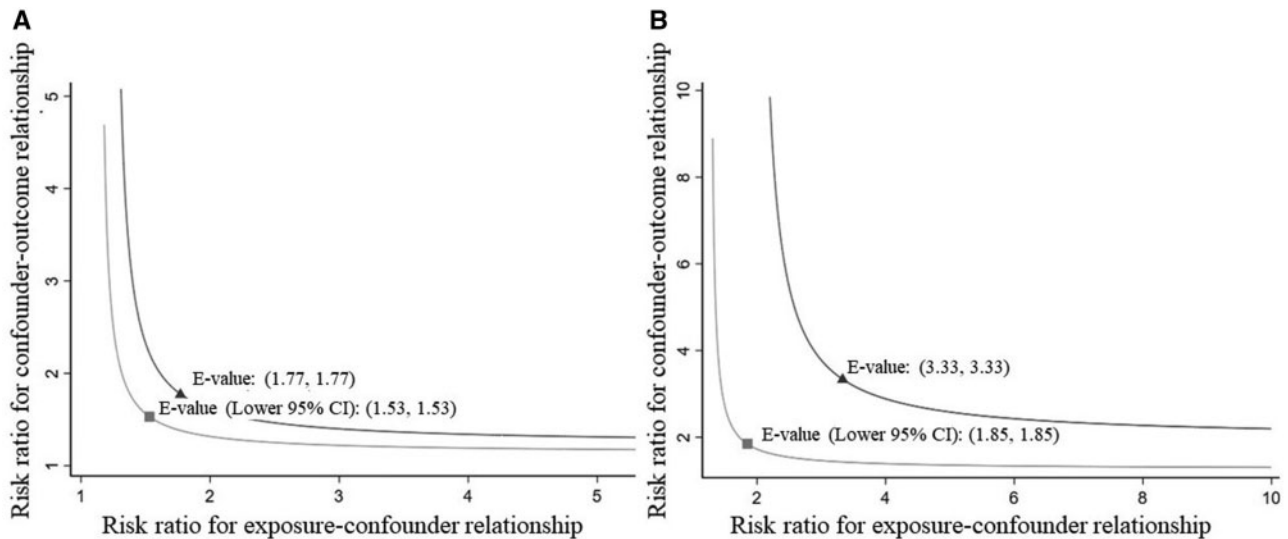 A
Risk ratio for confounder-outcome relationship
5
4
3
2
1
E-value: (1.77, 1.77)
E-value (Lower 95% CI): (1.53, 1.53)
1 2 3 4 5
Risk ratio for exposure-confounder relationship
B
Risk ratio for confounder-outcome relationship
10
8
6
4
2
E-value: (3.33, 3.33)
E-value (Lower 95% CI): (1.85, 1.85)
2 4 6 8 10
Risk ratio for exposure-confounder relationship